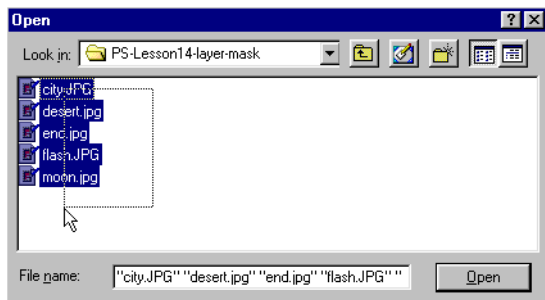 Open
Look in: PS-Lesson14-layer-mask
city.JPG
desert.jpg
end.jpg
flash.JPG
moon.jpg
File name: "city.JPG" "desert.jpg" "end.jpg" "flash.JPG" " Open